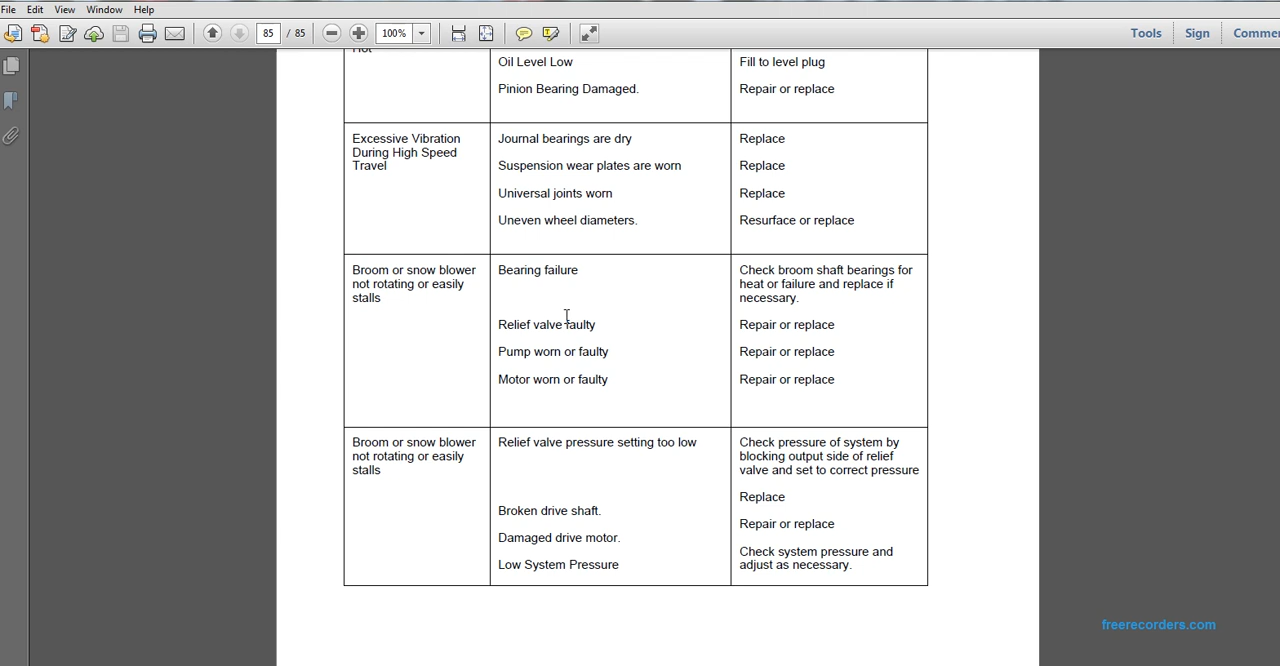 File Edit View Window Help
85 / 85 100% Tools Sign Commen
Hot
Oil Level Low Fill to level plug
Pinion Bearing Damaged. Repair or replace
Excessive Vibration Journal bearings are dry Replace
During High Speed
Travel Suspension wear plates are worn Replace
Universal joints worn Replace
Uneven wheel diameters. Resurface or replace
Broom or snow blower Bearing failure Check broom shaft bearings for
not rotating or easily heat or failure and replace if
stalls necessary.
Relief valve faulty Repair or replace
Pump worn or faulty Repair or replace
Motor worn or faulty Repair or replace
Broom or snow blower Relief valve pressure setting too low Check pressure of system by
not rotating or easily blocking output side of relief
stalls valve and set to correct pressure
Replace
Broken drive shaft.
Repair or replace
Damaged drive motor.
Check system pressure and
Low System Pressure adjust as necessary.
freerecorders.com